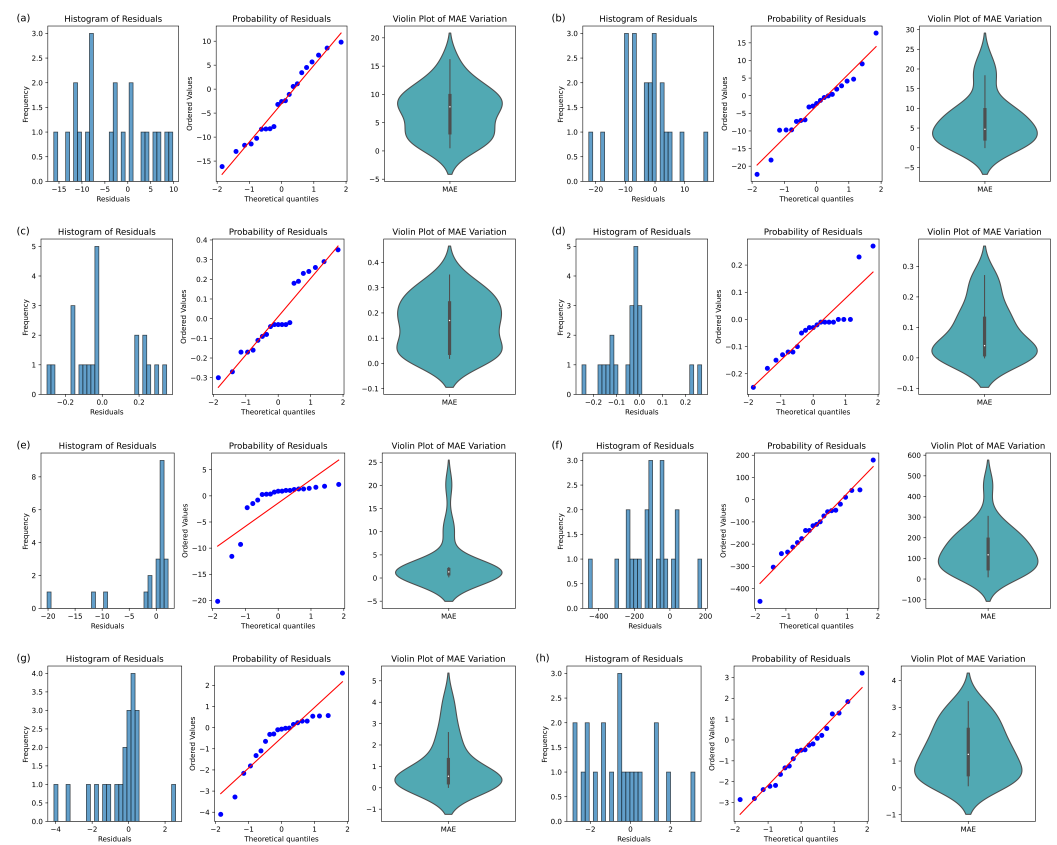 (a)
Histogram of Residuals
3.0
2.5
2.0
1.5
1.0
0.5
0.0
Frequency
−15 −10 −5 0 5 10
Residuals
Probability of Residuals
10
5
0
−5
−10
−15
Ordered Values
−2 −1 0 1 2
Theoretical quantiles
Violin Plot of MAE Variation
20
15
10
5
0
−5
MAE
(b)
Histogram of Residuals
3.0
2.5
2.0
1.5
1.0
0.5
0.0
Frequency
−20 −10 0 10
Residuals
Probability of Residuals
15
10
5
0
−5
−10
−15
−20
Ordered Values
−2 −1 0 1 2
Theoretical quantiles
Violin Plot of MAE Variation
30
25
20
15
10
5
0
−5
MAE
(c)
Histogram of Residuals
5
4
3
2
1
0
Frequency
−0.2 0.0 0.2
Residuals
Probability of Residuals
0.4
0.3
0.2
0.1
0.0
−0.1
−0.2
−0.3
Ordered Values
−2 −1 0 1 2
Theoretical quantiles
Violin Plot of MAE Variation
0.4
0.3
0.2
0.1
0.0
−0.1
MAE
(d)
Histogram of Residuals
5
4
3
2
1
0
Frequency
−0.2 −0.1 0.0 0.1 0.2
Residuals
Probability of Residuals
0.2
0.1
0.0
−0.1
−0.2
Ordered Values
−2 −1 0 1 2
Theoretical quantiles
Violin Plot of MAE Variation
0.3
0.2
0.1
0.0
−0.1
MAE
(e)
Histogram of Residuals
8
6
4
2
0
Frequency
−20 −15 −10 −5 0
Residuals
Probability of Residuals
5
0
−5
−10
−15
−20
Ordered Values
−2 −1 0 1 2
Theoretical quantiles
Violin Plot of MAE Variation
25
20
15
10
5
0
−5
MAE
(f)
Histogram of Residuals
3.0
2.5
2.0
1.5
1.0
0.5
0.0
Frequency
−400 −200 0 200
Residuals
Probability of Residuals
200
100
0
−100
−200
−300
−400
Ordered Values
−2 −1 0 1 2
Theoretical quantiles
Violin Plot of MAE Variation
600
500
400
300
200
100
0
−100
MAE
(g)
Histogram of Residuals
4.0
3.5
3.0
2.5
2.0
1.5
1.0
0.5
0.0
Frequency
−4 −2 0 2
Residuals
Probability of Residuals
2
1
0
−1
−2
−3
−4
Ordered Values
−2 −1 0 1 2
Theoretical quantiles
Violin Plot of MAE Variation
5
4
3
2
1
0
−1
MAE
(h)
Histogram of Residuals
3.0
2.5
2.0
1.5
1.0
0.5
0.0
Frequency
−2 0 2
Residuals
Probability of Residuals
3
2
1
0
−1
−2
−3
Ordered Values
−2 −1 0 1 2
Theoretical quantiles
Violin Plot of MAE Variation
4
3
2
1
0
−1
MAE